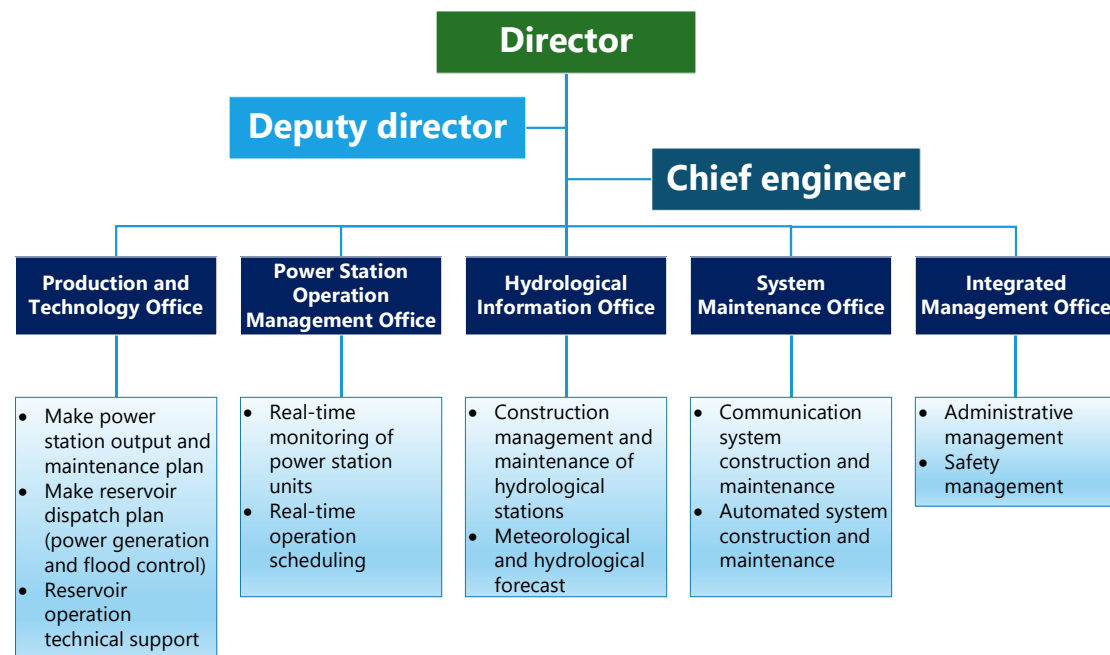 Director
Deputy director
Chief engineer
Production and
Technology Office
Power Station
Operation
Management Office
Hydrological
Information Office
System
Maintenance Office
Integrated
Management Office
• Make power
station output and
maintenance plan
• Make reservoir
dispatch plan
(power generation
and flood control)
• Reservoir
operation
technical support
• Real-time
monitoring of
power station
units
• Real-time
operation
scheduling
• Construction
management and
maintenance of
hydrological
stations
• Meteorological
and hydrological
forecast
• Communication
system
construction and
maintenance
• Automated system
construction and
maintenance
• Administrative
management
• Safety
management